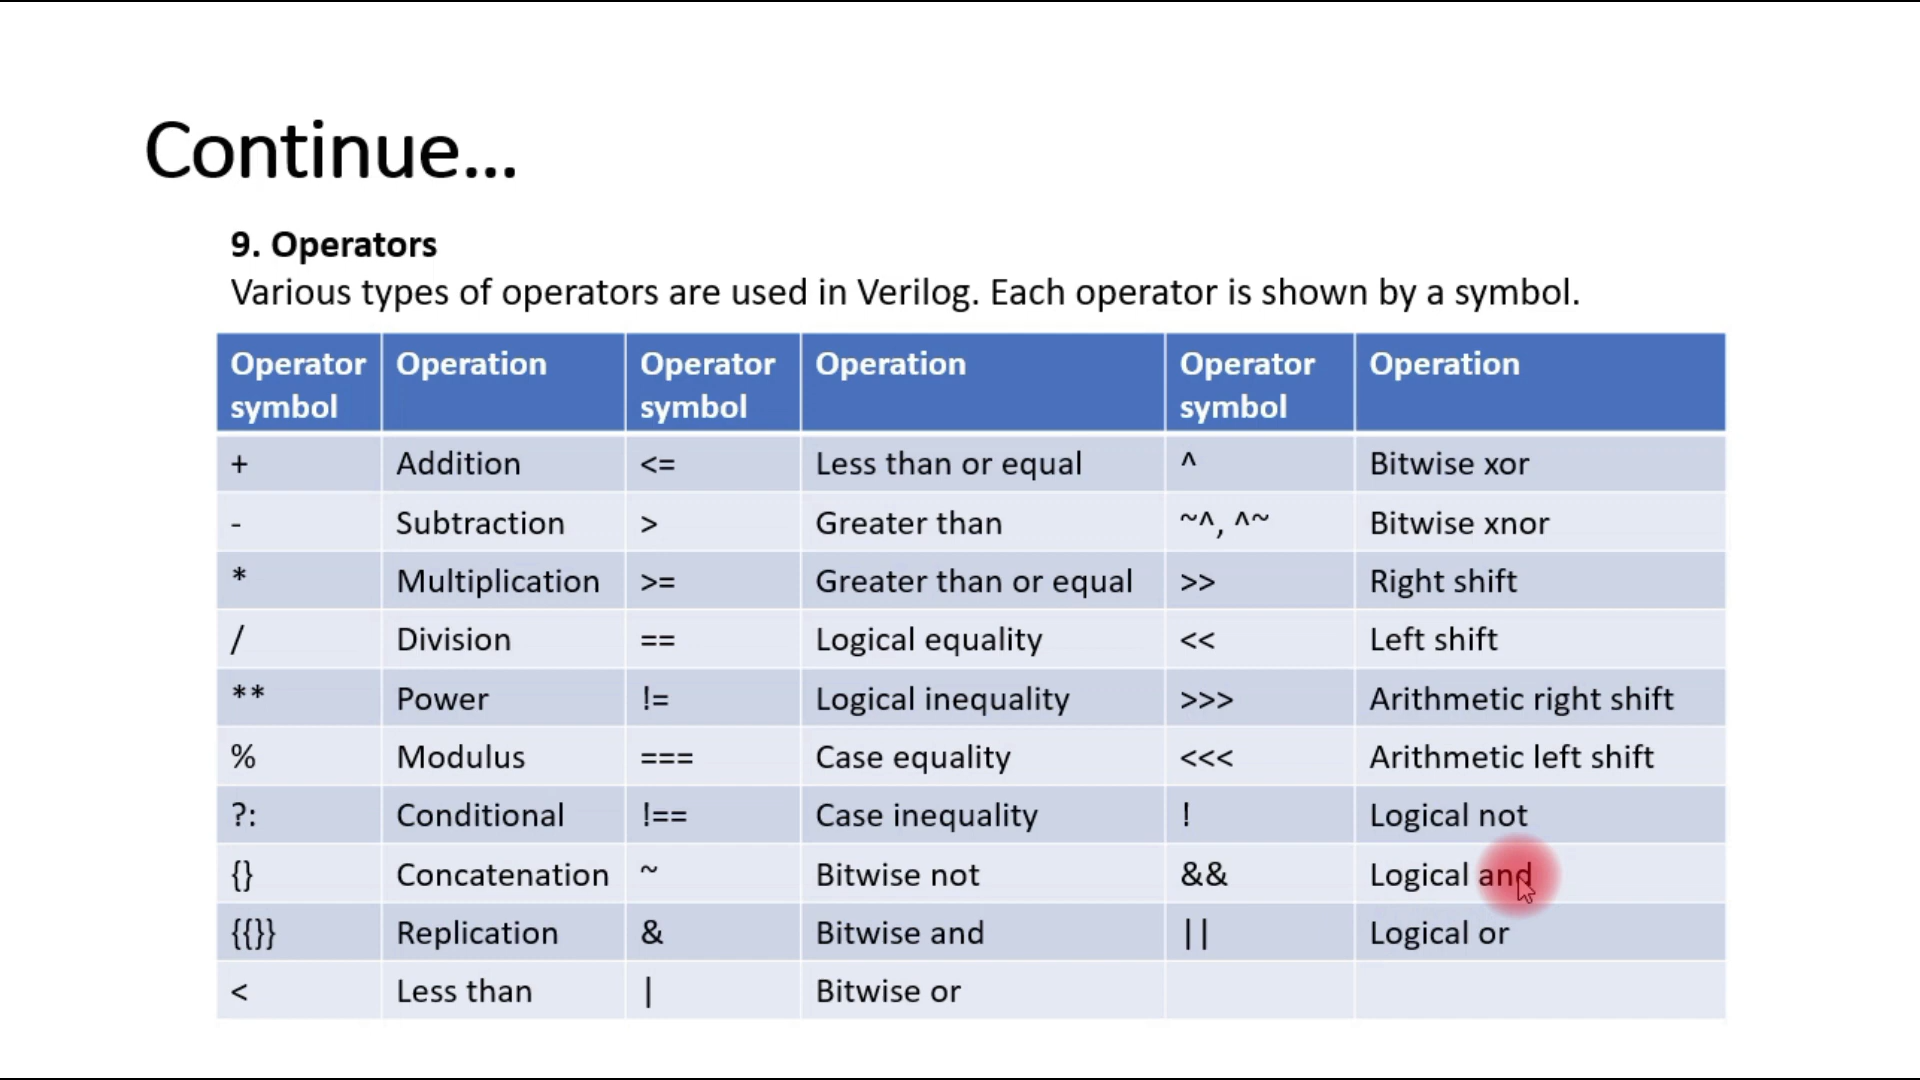 Continue...
9. Operators
Various types of operators are used in Verilog. Each operator is shown by a symbol.
Operator symbol Operation Operator symbol Operation Operator symbol Operation
+ Addition <= Less than or equal ^ Bitwise xor
- Subtraction > Greater than ~^, ^~ Bitwise xnor
* Multiplication >= Greater than or equal >> Right shift
/ Division == Logical equality << Left shift
** Power != Logical inequality >>> Arithmetic right shift
% Modulus === Case equality <<< Arithmetic left shift
?: Conditional !== Case inequality ! Logical not
{} Concatenation ~ Bitwise not && Logical and
{{}} Replication & Bitwise and || Logical or
< Less than | Bitwise or